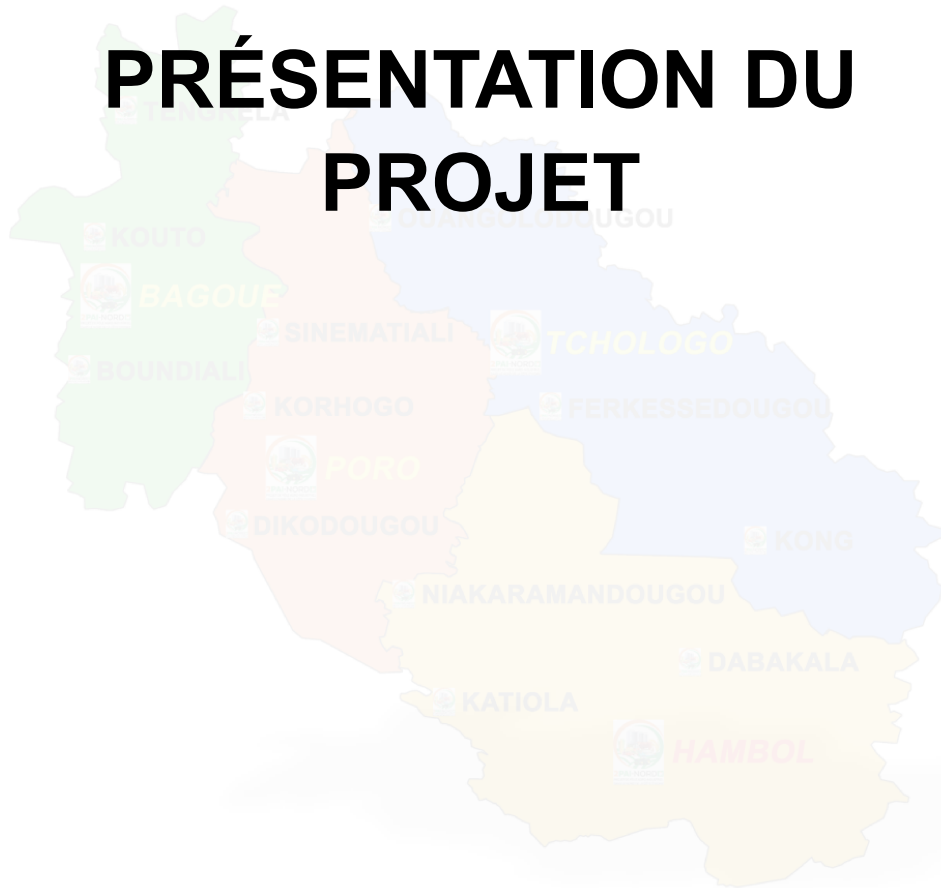 PRÉSENTATION DU
PROJET
TENGRELA
OUANGOLODOUGOU
KOUTO
BAGOUE
SINEMATIALI
TCHOLOGO
BOUNDIALI
KORHOGO
FERKESSEDOUGOU
PORO
DIKODOUGOU
KONG
NIAKARAMANDOUGOU
DABAKALA
KATIOLA
HAMBOL